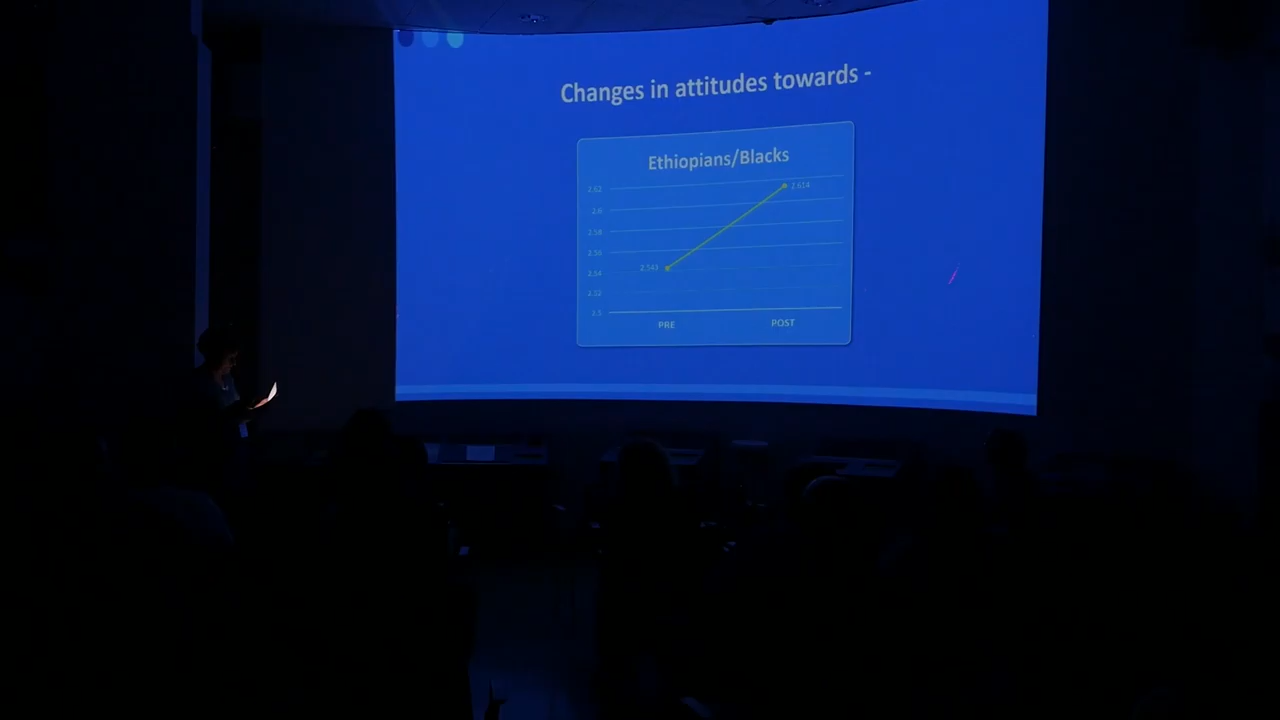 Changes in attitudes towards -
Ethiopians/Blacks
2.62
2.6
2.58
2.56
2.54
2.52
2.5
2.543
2.614
PRE
POST